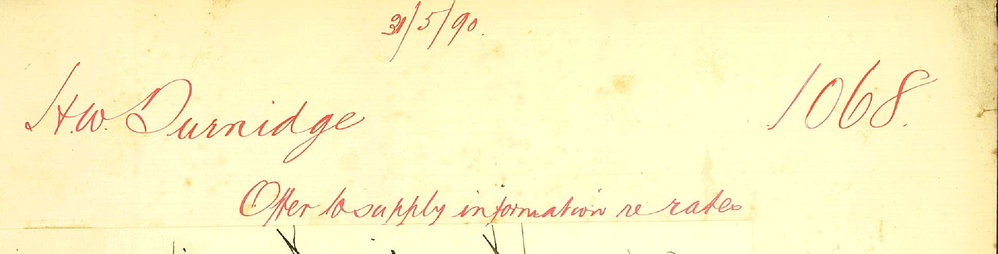 31/5/90.
H.W. Durnidge 1068.
Offer to supply information re rates